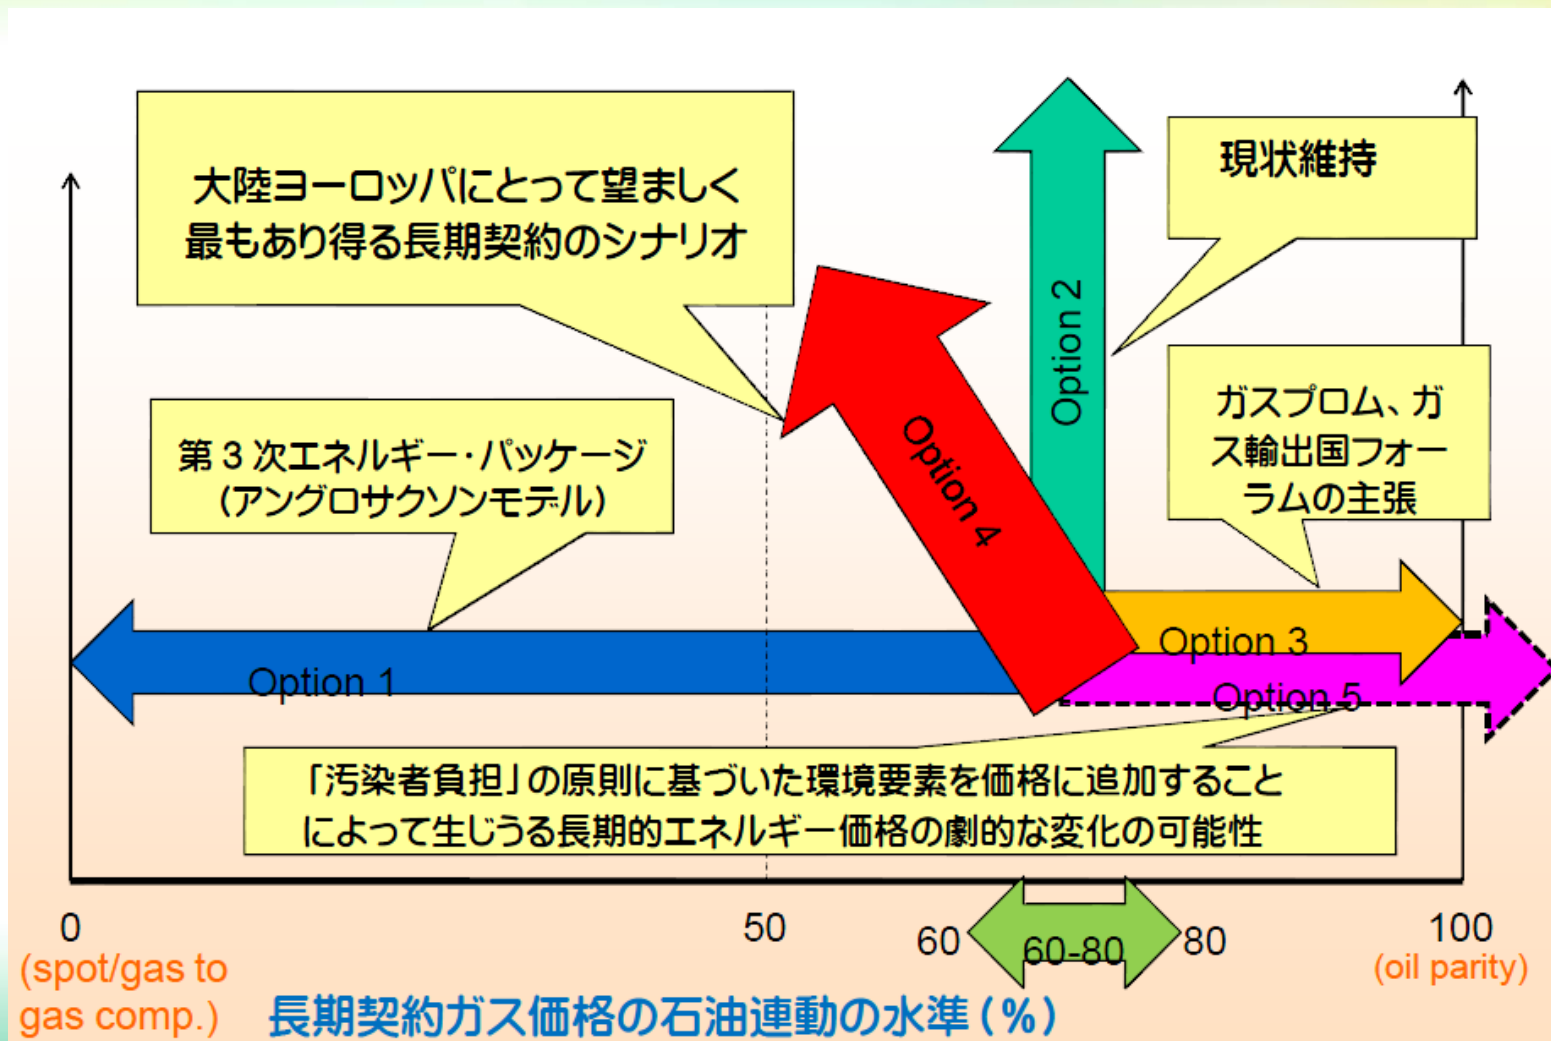 大陸ヨーロッパにとって望ましく
最もあり得る長期契約のシナリオ
現状維持
Option 2
第3次エネルギー・パッケージ
(アングロサクソンモデル)
Option 4
ガスプロム、ガ
ス輸出国フォー
ラムの主張
Option 3
Option 1
Option 5
「汚染者負担」の原則に基づいた環境要素を価格に追加すること
によって生じうる長期的エネルギー価格の劇的な変化の可能性
0
50
60
60-80
80
100
(spot/gas to
gas comp.)
(oil parity)
長期契約ガス価格の石油連動の水準(%)